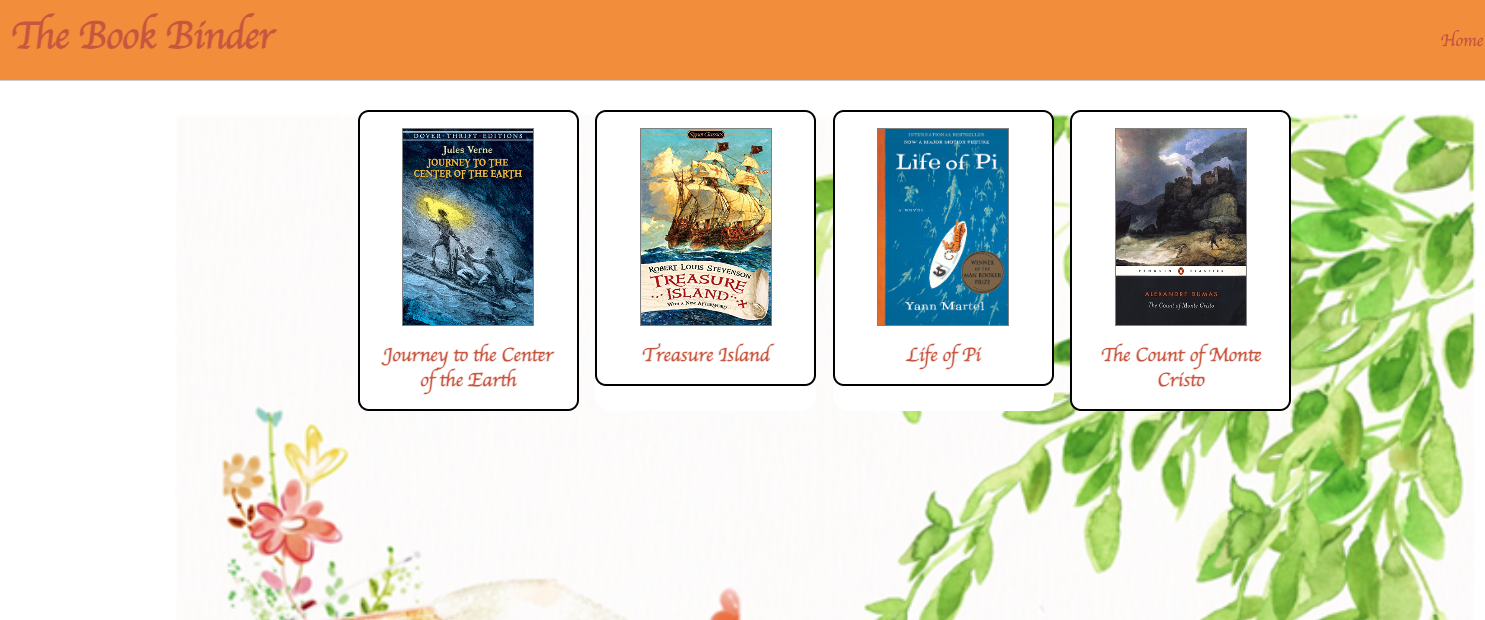 The Book Binder
Home
DOVER · THRIFT · EDITIONS
Jules Verne
JOURNEY TO THE
CENTER OF THE EARTH
Journey to the Center
of the Earth
Signet Classics
ROBERT LOUIS STEVENSON
TREASURE
ISLAND
With a New Afterword
Treasure Island
INTERNATIONAL BESTSELLER
NOW A MAJOR MOTION PICTURE
Life of Pi
A NOVEL
WINNER
OF THE
MAN BOOKER
PRIZE
Yann Martel
Life of Pi
PENGUIN CLASSICS
ALEXANDRE DUMAS
The Count of Monte Cristo
The Count of Monte
Cristo